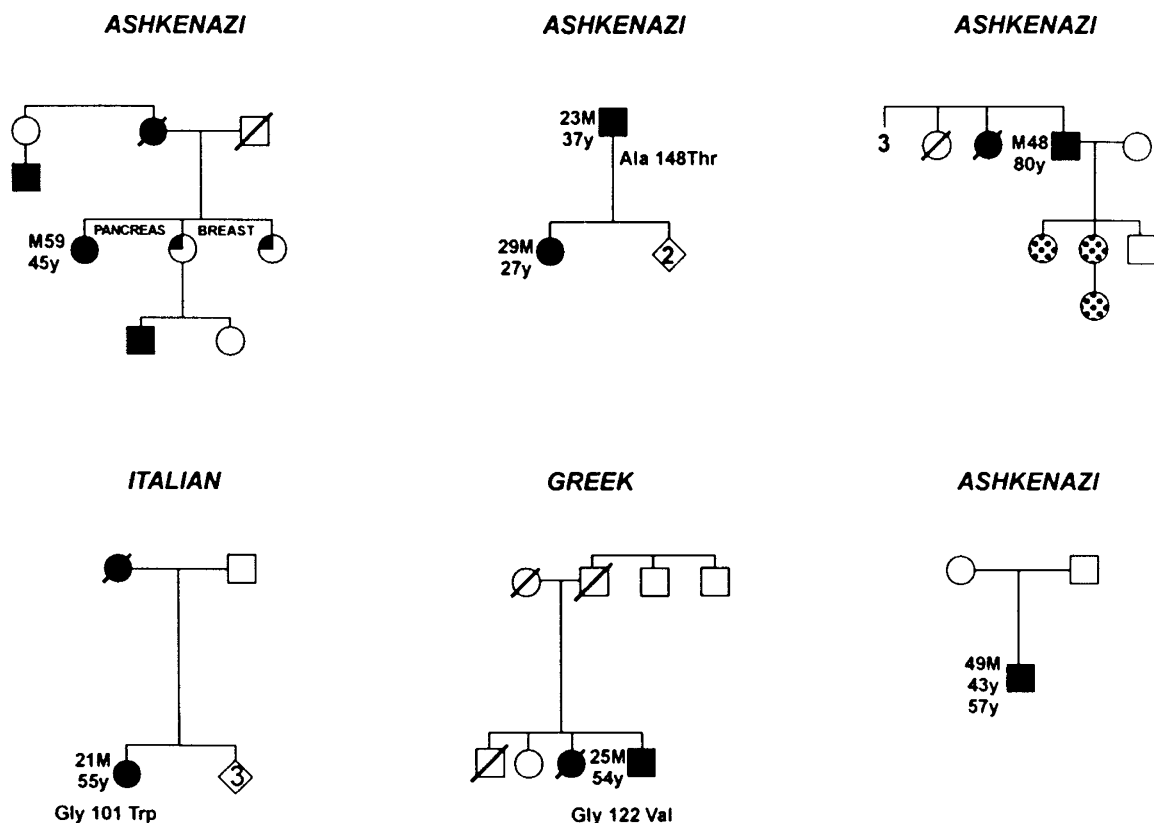 ASHKENAZI
M59
45y
PANCREAS
BREAST
ASHKENAZI
23M
37y
Ala 148Thr
29M
27y
2
ASHKENAZI
3
M48
80y
ITALIAN
21M
55y
3
Gly 101 Trp
GREEK
25M
54y
Gly 122 Val
ASHKENAZI
49M
43y
57y